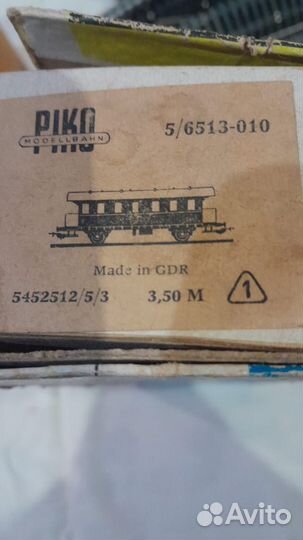 PIKO
MODELLBAHN
5/6513-010
Made in GDR
5452512/5/3 3,50 M 1
Avito